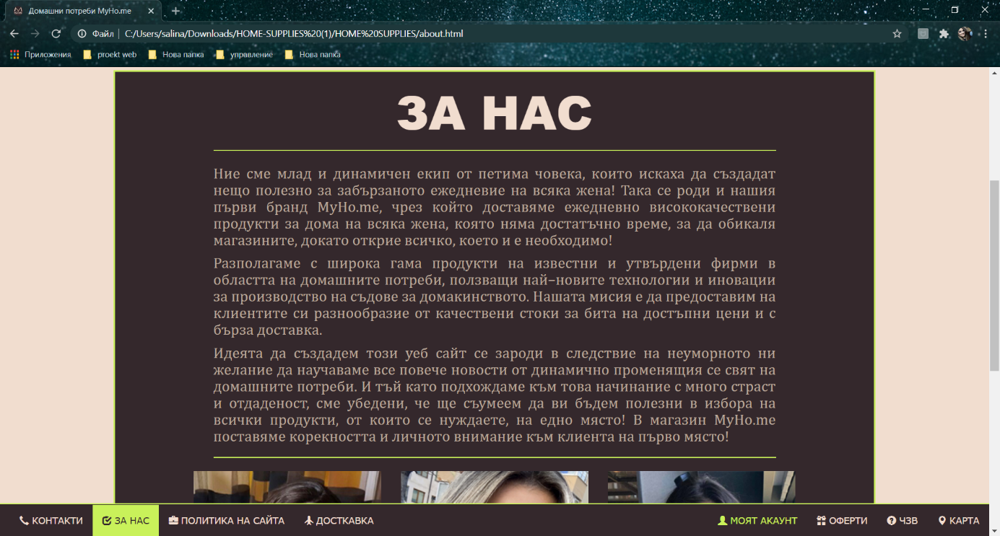 Домашни потреби MyHo.me
Файл | C:/Users/salina/Downloads/HOME-SUPPLIES%20(1)/HOME%20SUPPLIES/about.html
Приложения proekt web Нова папка управление Нова папка
ЗА НАС
Ние сме млад и динамичен екип от петима човека, които искаха да създадат
нещо полезно за забързаното ежедневие на всяка жена! Така се роди и нашия
първи бранд MyHo.me, чрез който доставяме ежедневно висококачествени
продукти за дома на всяка жена, която няма достатъчно време, за да обикаля
магазините, докато открие всичко, което и е необходимо!
Разполагаме с широка гама продукти на известни и утвърдени фирми в
областта на домашните потреби, ползващи най–новите технологии и иновации
за производство на съдове за домакинството. Нашата мисия е да предоставим на
клиентите си разнообразие от качествени стоки за бита на достъпни цени и с
бърза доставка.
Идеята да създадем този уеб сайт се зароди в следствие на неуморното ни
желание да научаваме все повече новости от динамично променящия се свят на
домашните потреби. И тъй като подхождаме към това начинание с много страст
и отдаденост, сме убедени, че ще съумеем да ви бъдем полезни в избора на
всички продукти, от които се нуждаете, на едно място! В магазин MyHo.me
поставяме корекността и личното внимание към клиента на първо място!
КОНТАКТИ ЗА НАС ПОЛИТИКА НА САЙТА ДОСТКАВКА МОЯТ АКАУНТ ОФЕРТИ ЧЗВ КАРТА